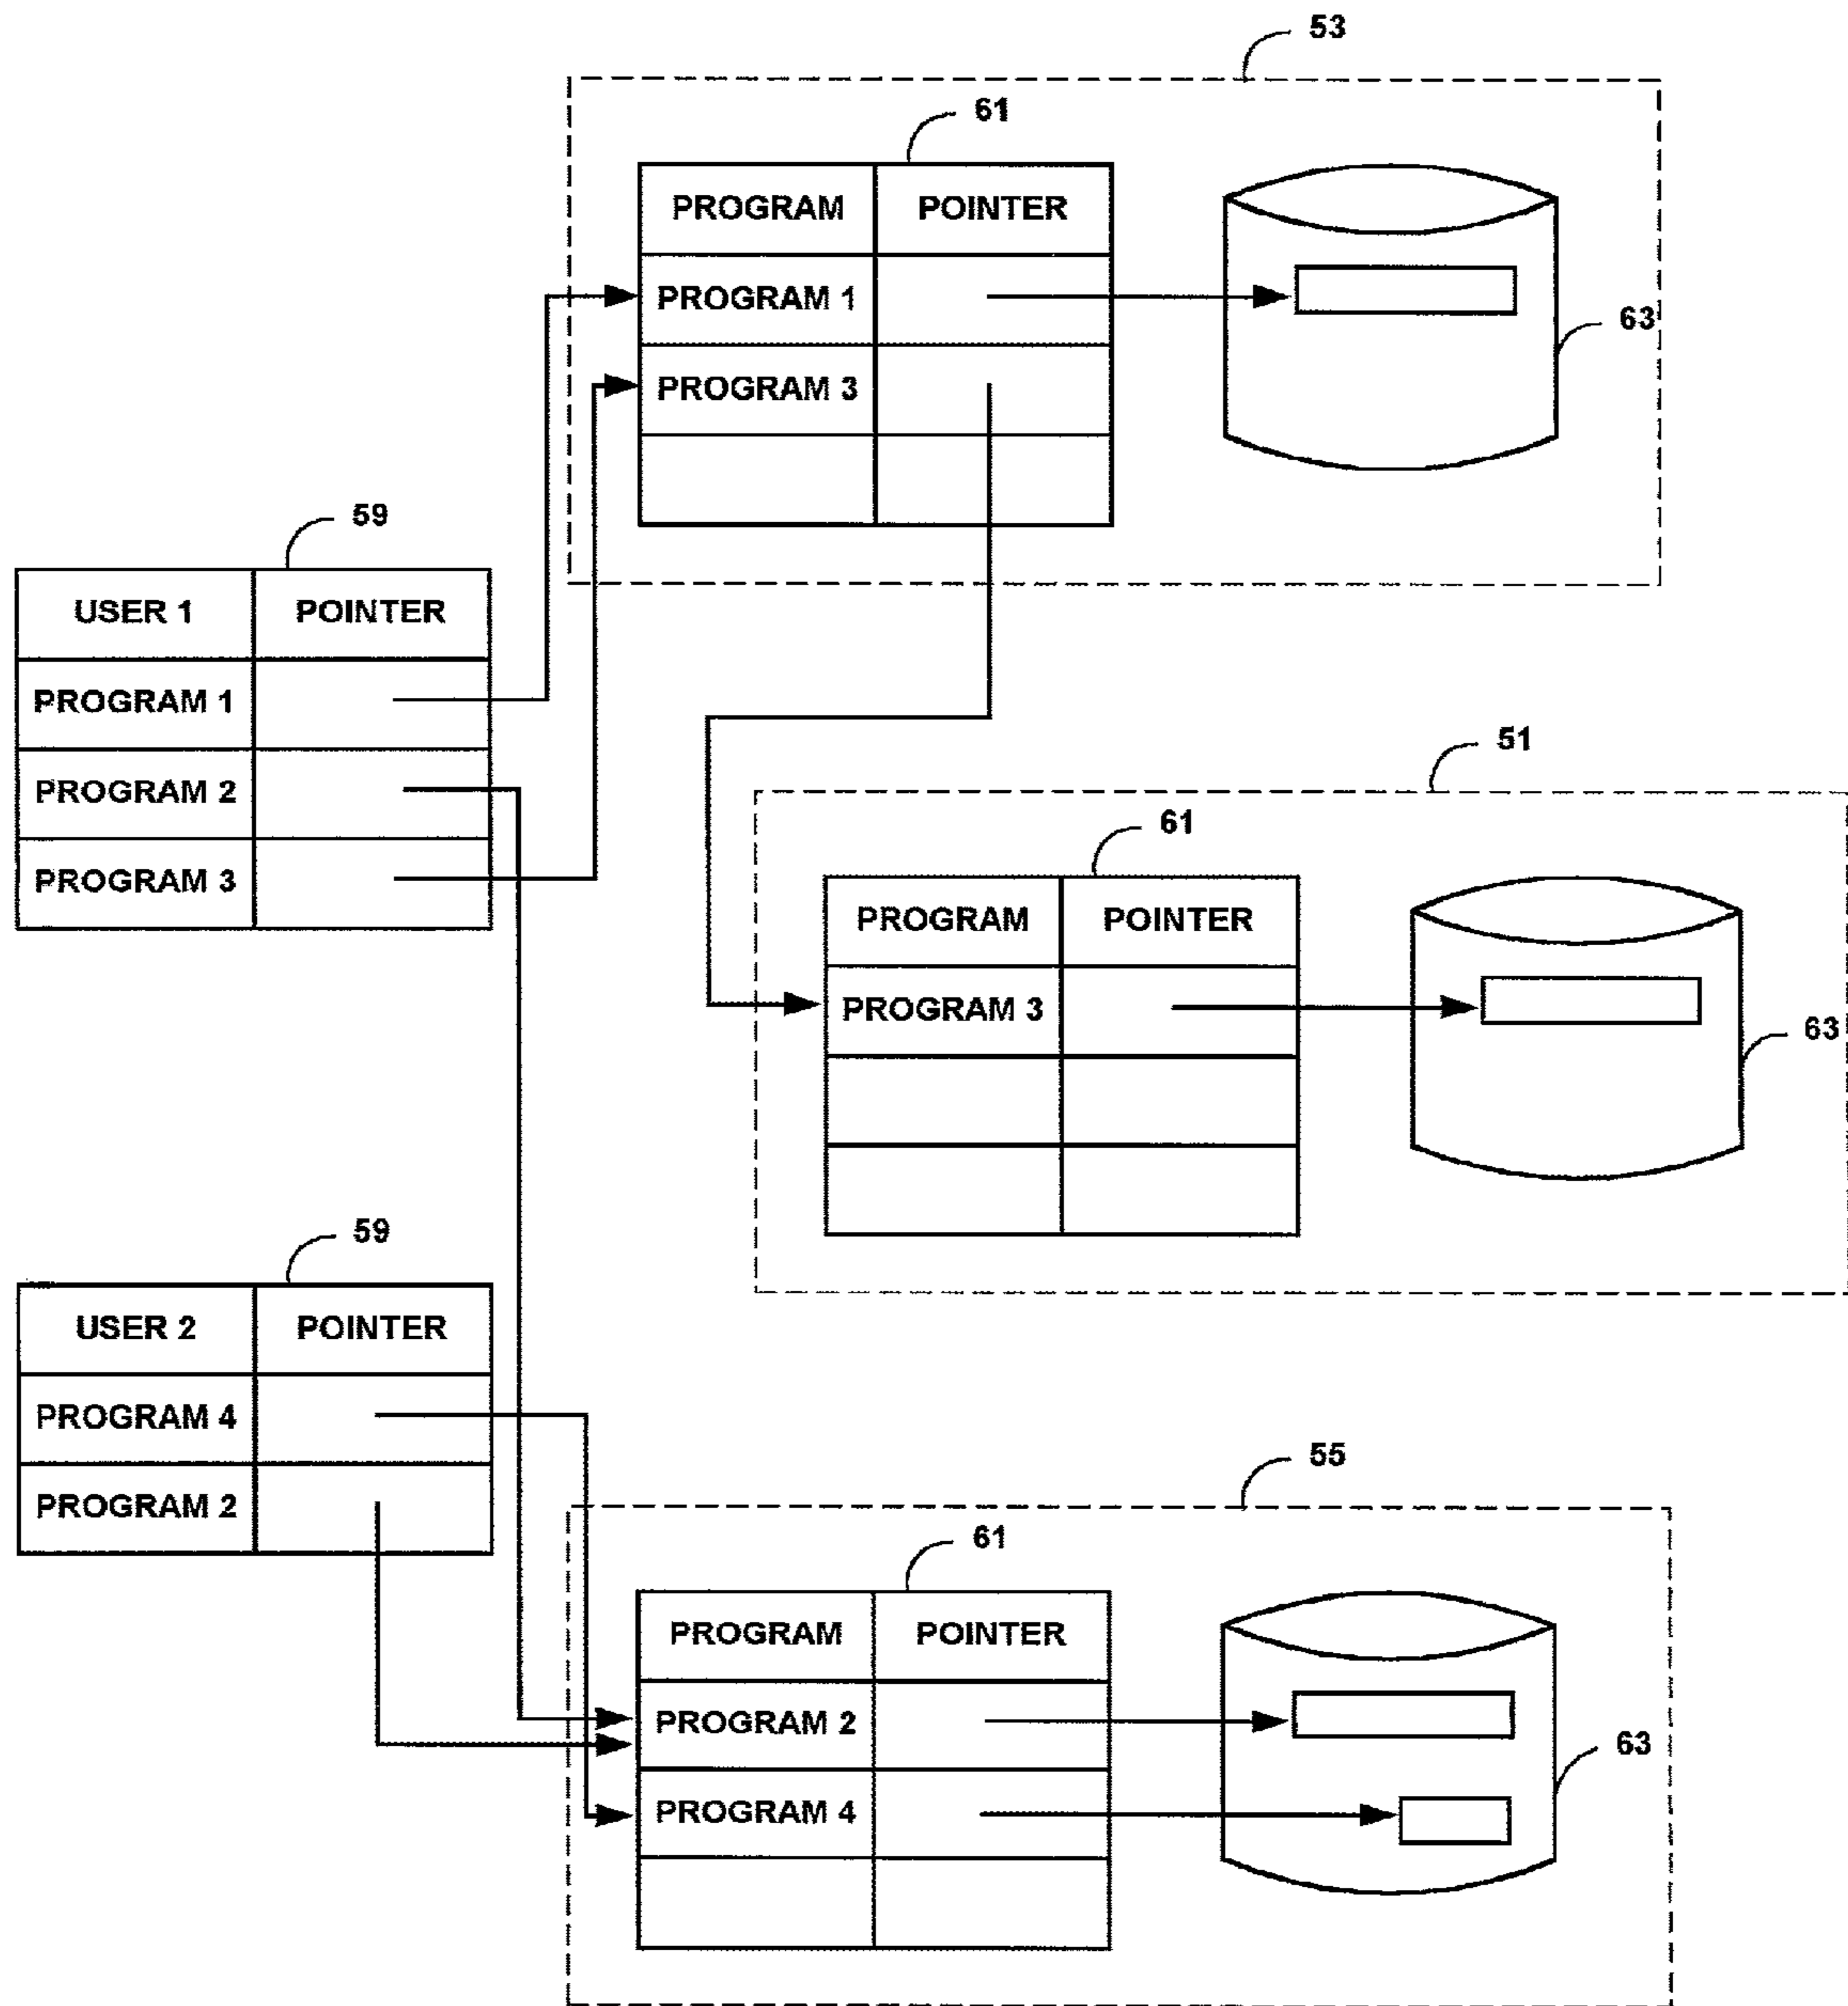 53
61
PROGRAM POINTER
PROGRAM 1
63
PROGRAM 3
59
USER 1 POINTER
PROGRAM 1
PROGRAM 2
PROGRAM 3
51
61
PROGRAM POINTER
PROGRAM 3
63
59
USER 2 POINTER
PROGRAM 4
PROGRAM 2
55
61
PROGRAM POINTER
PROGRAM 2
63
PROGRAM 4